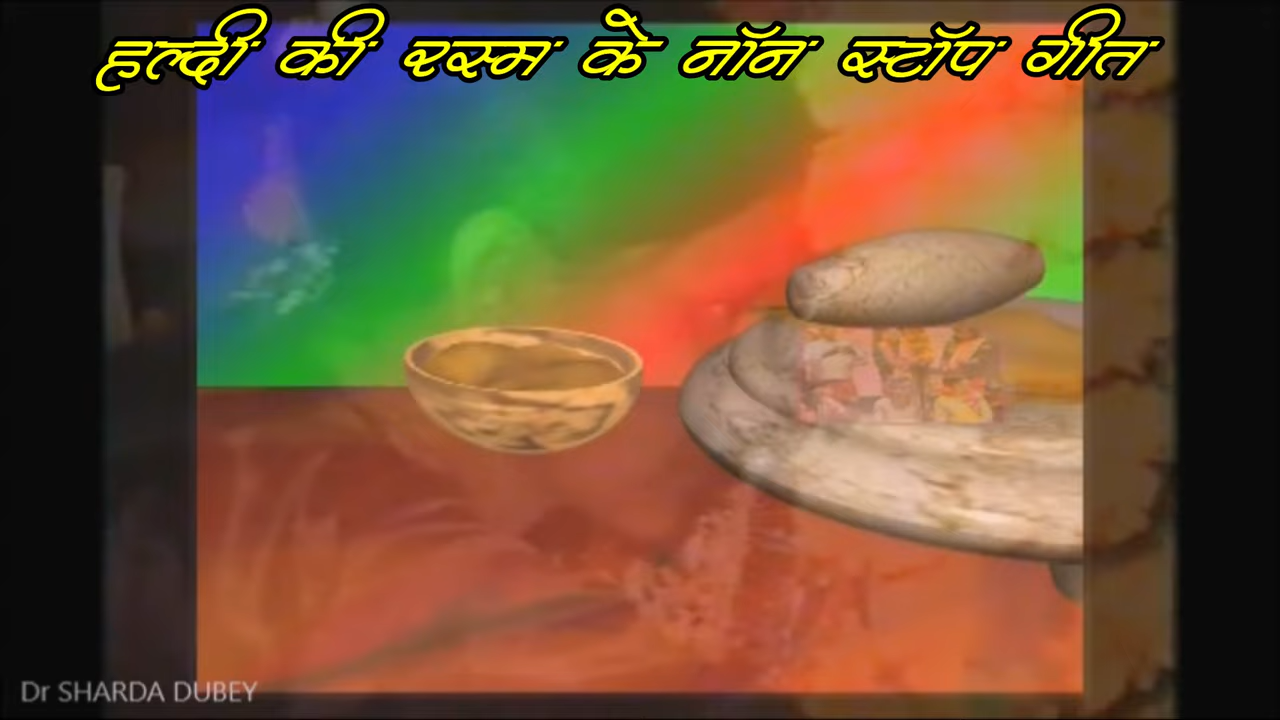 हल्दी की रस्म के नॉन स्टॉप गीत
Dr SHARDA DUBEY